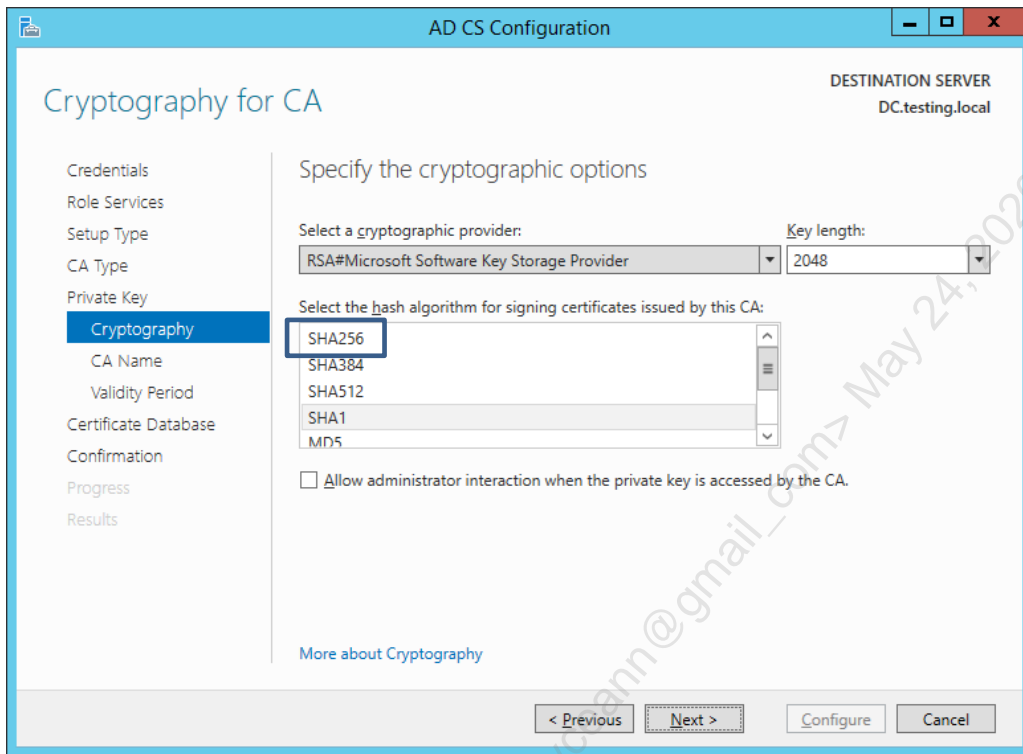 AD CS Configuration
Cryptography for CA
DESTINATION SERVER
DC.testing.local
Credentials
Role Services
Setup Type
CA Type
Private Key
Cryptography
CA Name
Validity Period
Certificate Database
Confirmation
Progress
Results
Specify the cryptographic options
Select a cryptographic provider:
Key length:
RSA#Microsoft Software Key Storage Provider
2048
Select the hash algorithm for signing certificates issued by this CA:
SHA256
SHA384
SHA512
SHA1
MD5
Allow administrator interaction when the private key is accessed by the CA.
More about Cryptography
< Previous
Next >
Configure
Cancel
@gmail_com> May 24,